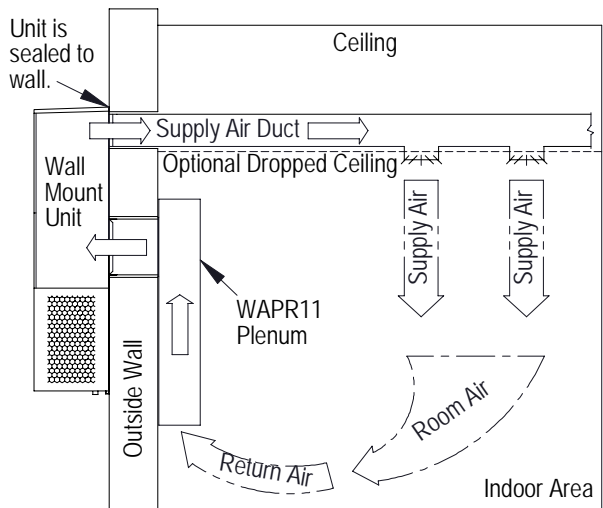 Unit is
sealed to
wall.
Ceiling
Supply Air Duct
Optional Dropped Ceiling
Wall
Mount
Unit
Supply Air
Supply Air
WAPR11
Plenum
Outside Wall
Room Air
Return Air
Indoor Area